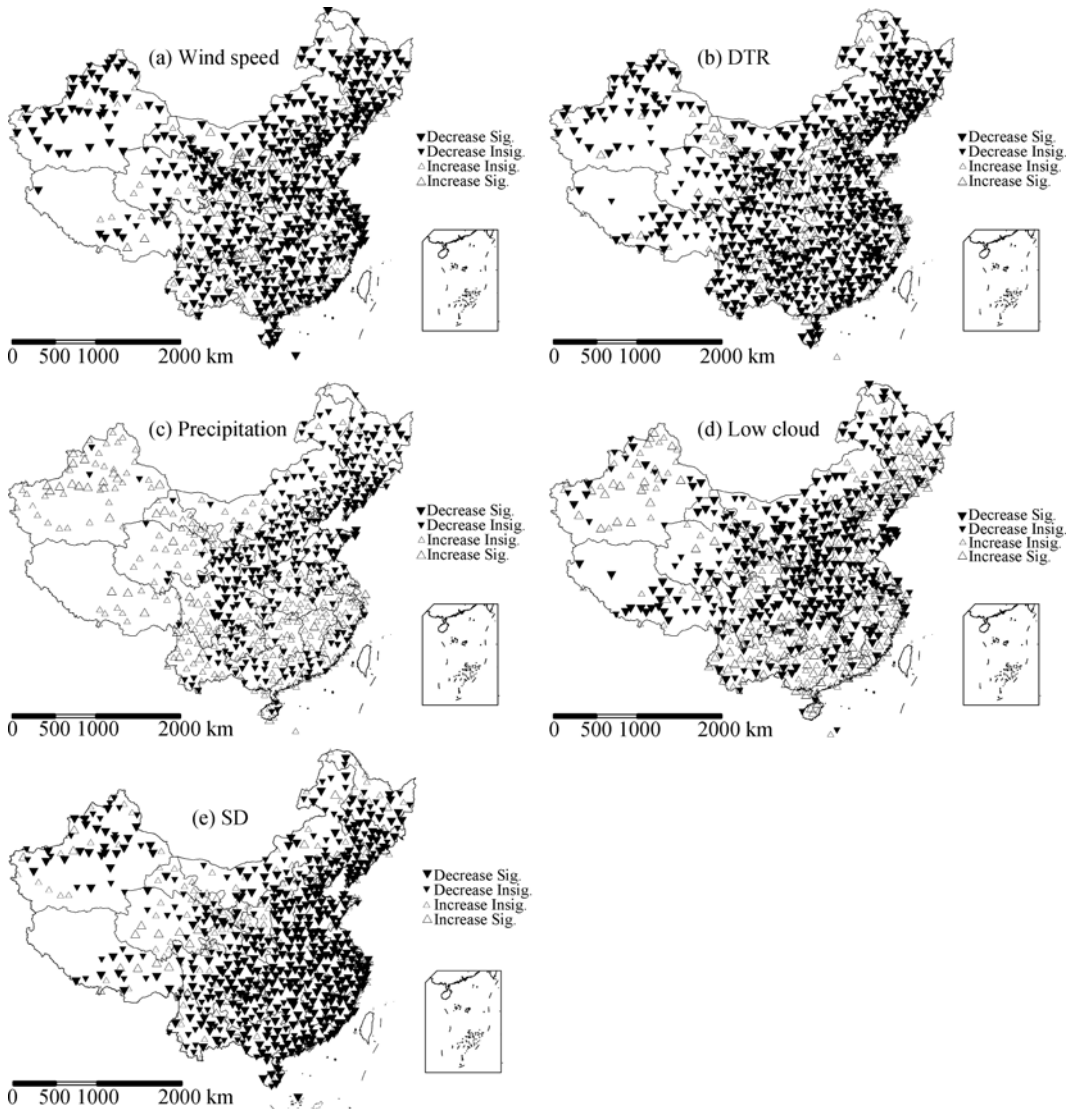 (a) Wind speed
Decrease Sig.
Decrease Insig.
Increase Insig.
Increase Sig.
0 500 1000 2000 km
(b) DTR
Decrease Sig.
Decrease Insig.
Increase Insig.
Increase Sig.
0 500 1000 2000 km
(c) Precipitation
Decrease Sig.
Decrease Insig.
Increase Insig.
Increase Sig.
0 500 1000 2000 km
(d) Low cloud
Decrease Sig.
Decrease Insig.
Increase Insig.
Increase Sig.
0 500 1000 2000 km
(e) SD
Decrease Sig.
Decrease Insig.
Increase Insig.
Increase Sig.
0 500 1000 2000 km